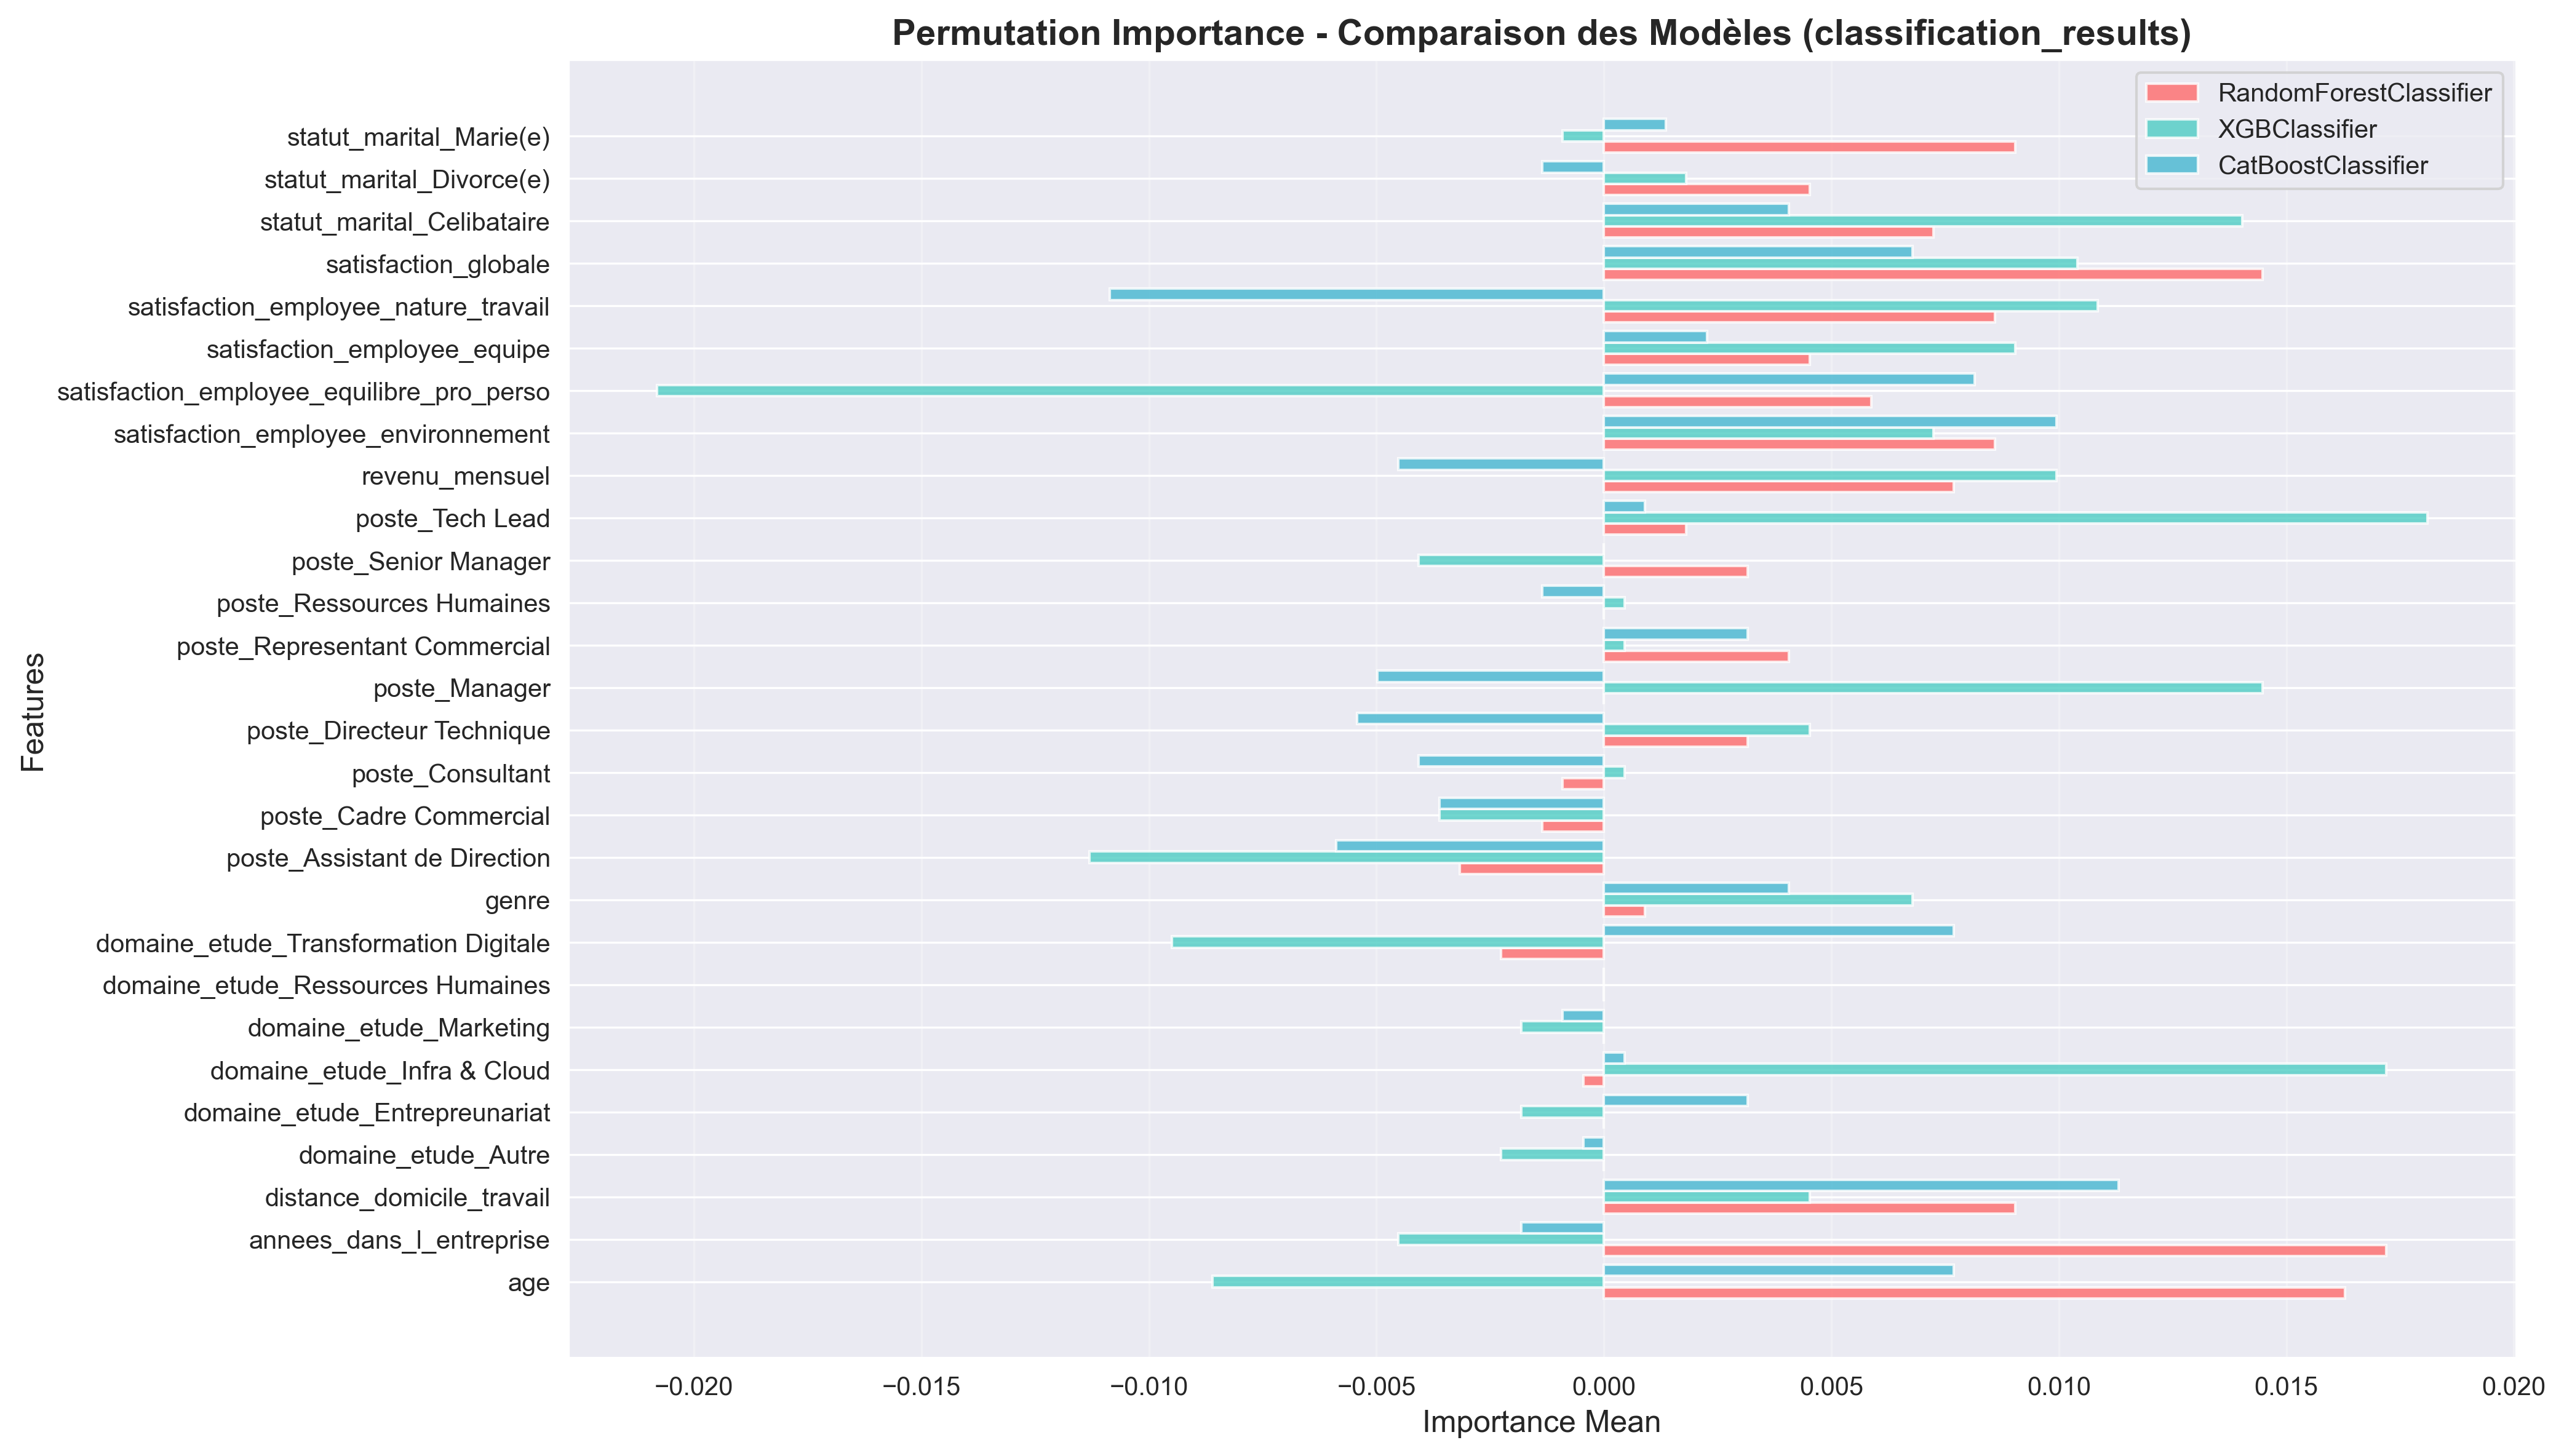 Permutation Importance - Comparaison des Modèles (classification_results)
RandomForestClassifier
XGBClassifier
CatBoostClassifier
statut_marital_Marie(e)
statut_marital_Divorce(e)
statut_marital_Celibataire
satisfaction_globale
satisfaction_employee_nature_travail
satisfaction_employee_equipe
satisfaction_employee_equilibre_pro_perso
satisfaction_employee_environnement
revenu_mensuel
poste_Tech Lead
poste_Senior Manager
poste_Ressources Humaines
poste_Representant Commercial
poste_Manager
poste_Directeur Technique
poste_Consultant
poste_Cadre Commercial
poste_Assistant de Direction
genre
domaine_etude_Transformation Digitale
domaine_etude_Ressources Humaines
domaine_etude_Marketing
domaine_etude_Infra & Cloud
domaine_etude_Entrepreunariat
domaine_etude_Autre
distance_domicile_travail
annees_dans_l_entreprise
age
Features
−0.020 −0.015 −0.010 −0.005 0.000 0.005 0.010 0.015 0.020
Importance Mean